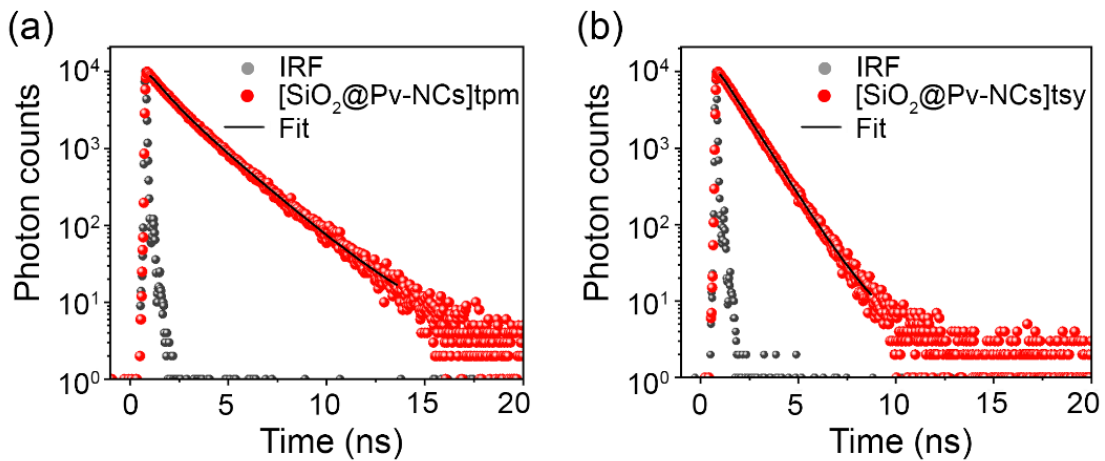 (a)
Photon counts
10⁴
10³
10²
10¹
10⁰
IRF
[SiO₂@Pv-NCs]tpm
Fit
0 5 10 15 20
Time (ns)
(b)
Photon counts
10⁴
10³
10²
10¹
10⁰
IRF
[SiO₂@Pv-NCs]tsy
Fit
0 5 10 15 20
Time (ns)